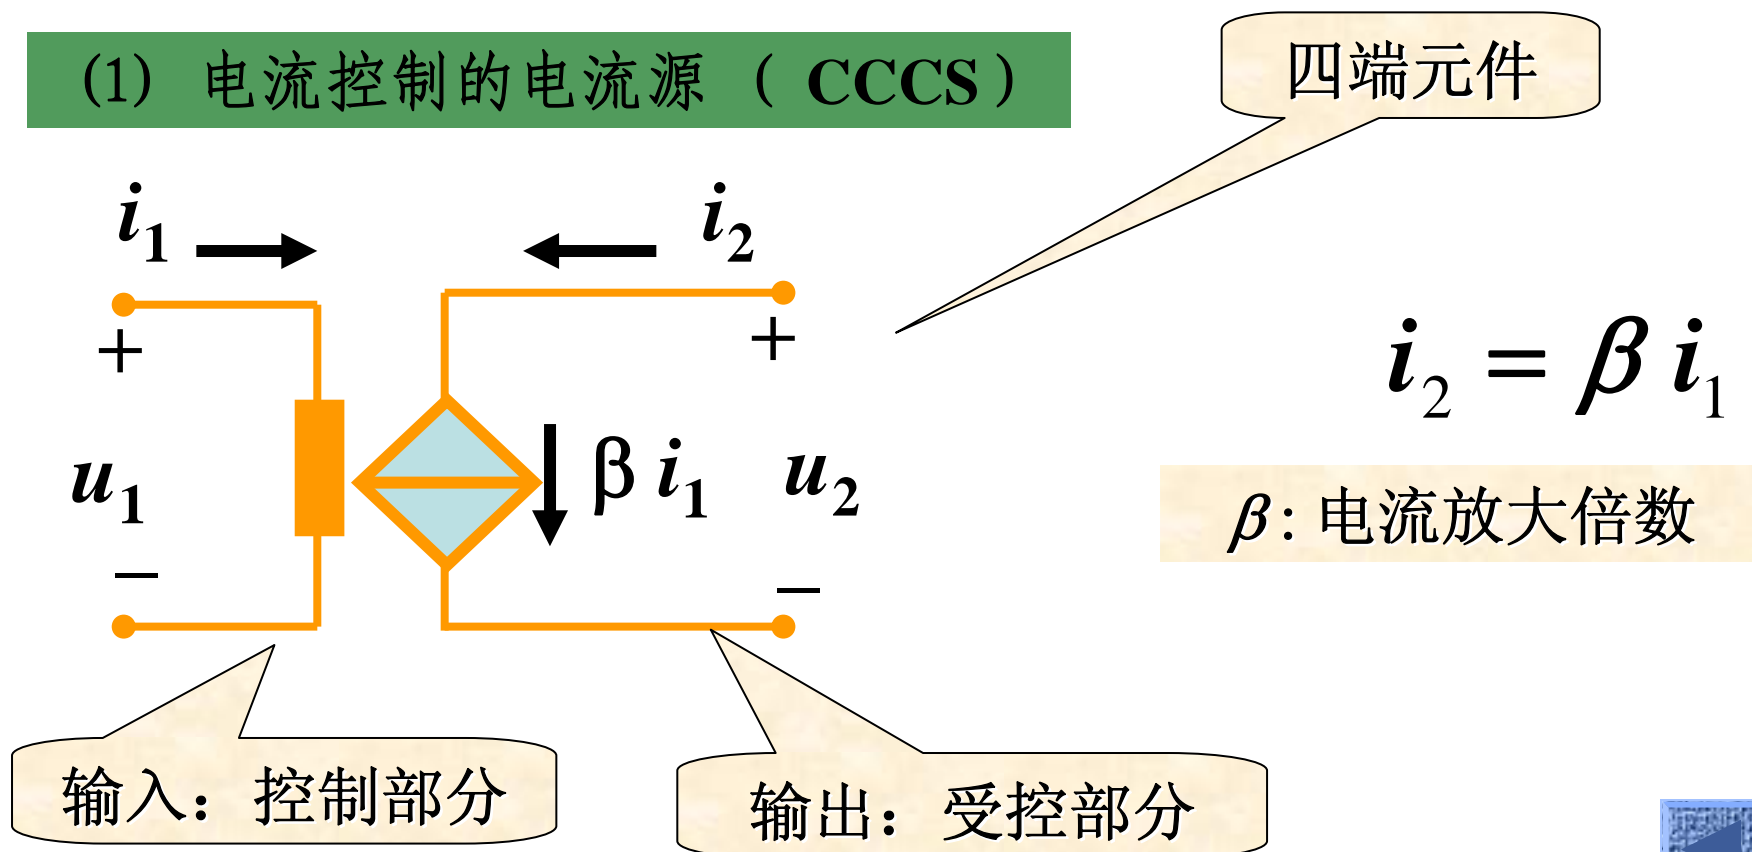 (1) 电流控制的电流源 ( CCCS )
四端元件
i1
i2
+
+
i2 = β i1
u1
β i1
u2
β : 电流放大倍数
–
–
输入：控制部分
输出：受控部分